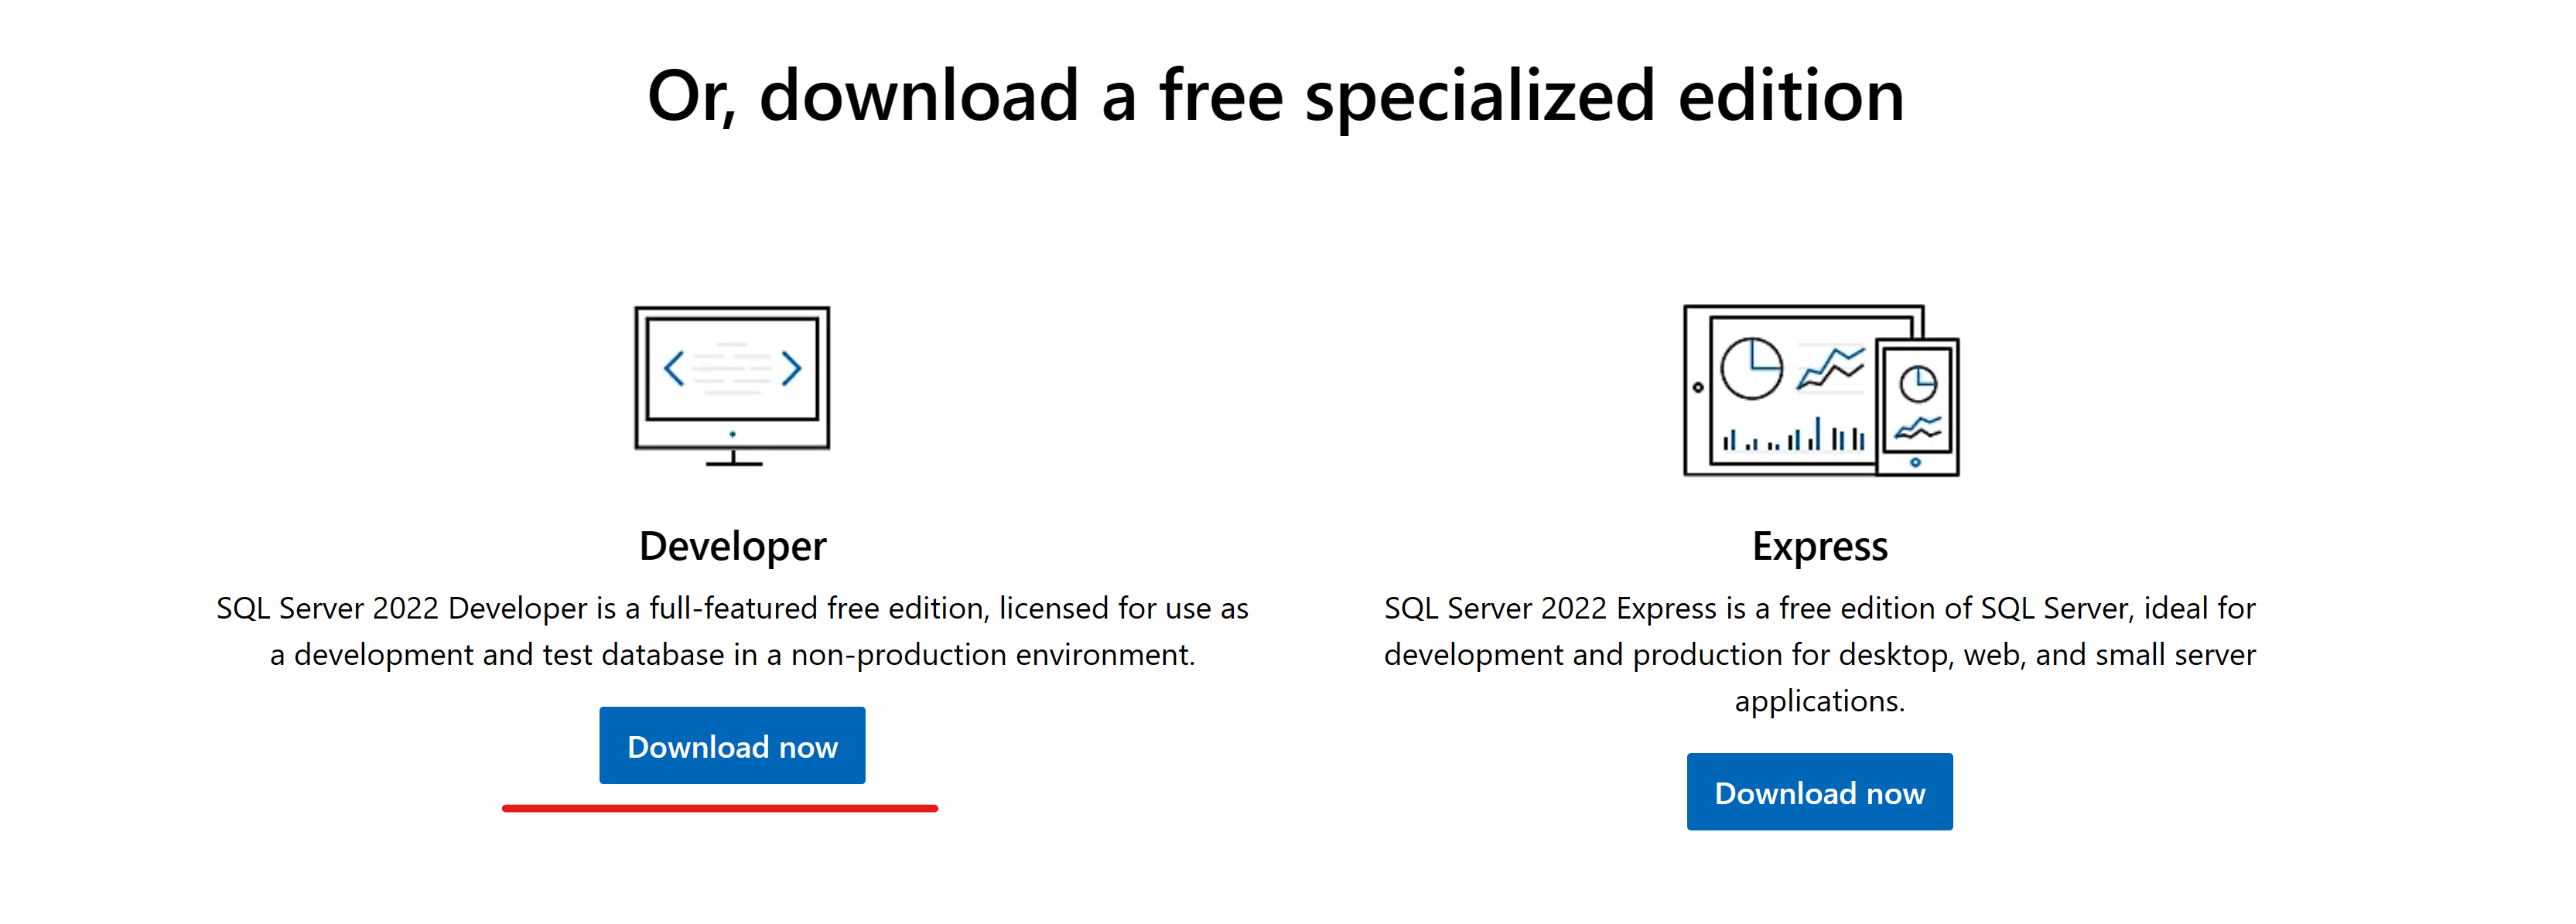 Or, download a free specialized edition
Developer
SQL Server 2022 Developer is a full-featured free edition, licensed for use as
a development and test database in a non-production environment.
Download now
Express
SQL Server 2022 Express is a free edition of SQL Server, ideal for
development and production for desktop, web, and small server
applications.
Download now